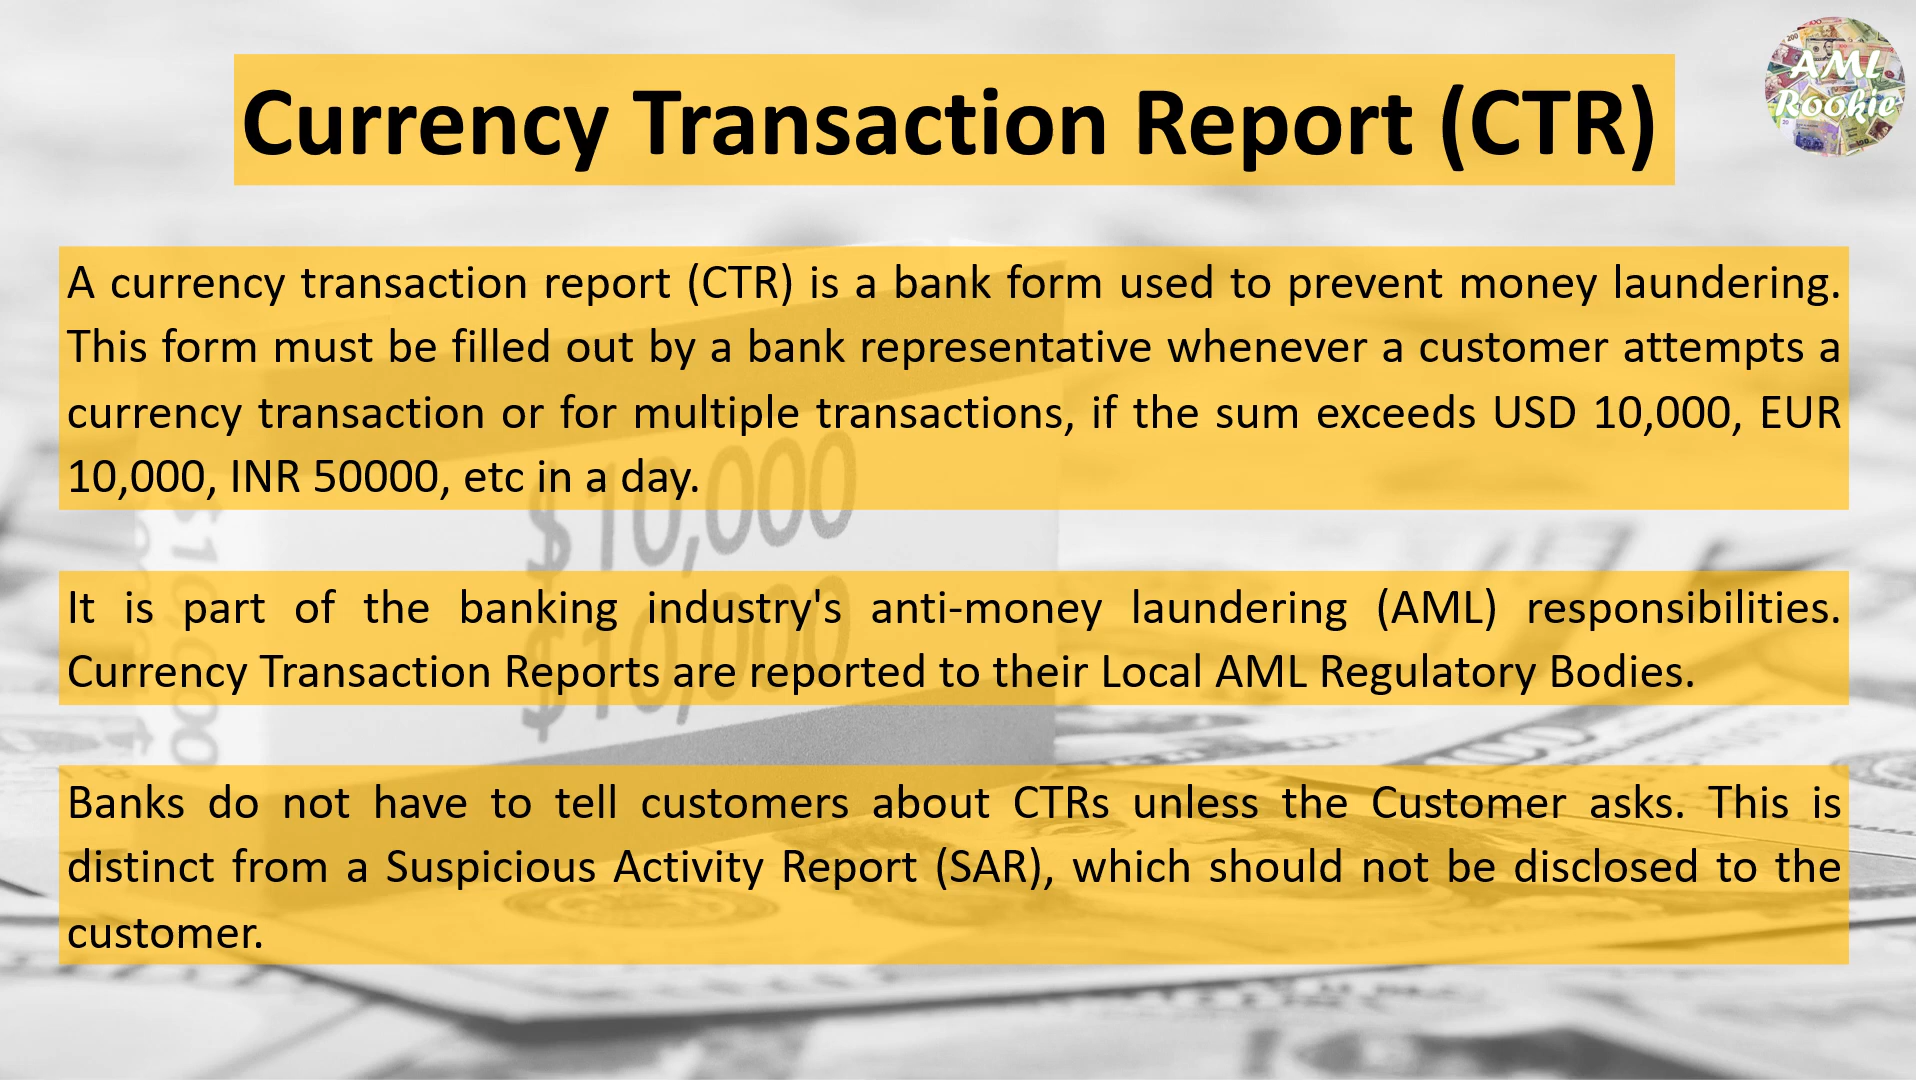 Currency Transaction Report (CTR)
AML
Rookie
A currency transaction report (CTR) is a bank form used to prevent money laundering.
This form must be filled out by a bank representative whenever a customer attempts a
currency transaction or for multiple transactions, if the sum exceeds USD 10,000, EUR
10,000, INR 50000, etc in a day.
$10,000
It is part of the banking industry's anti-money laundering (AML) responsibilities.
Currency Transaction Reports are reported to their Local AML Regulatory Bodies.
$10,000
Banks do not have to tell customers about CTRs unless the Customer asks. This is
distinct from a Suspicious Activity Report (SAR), which should not be disclosed to the
customer.